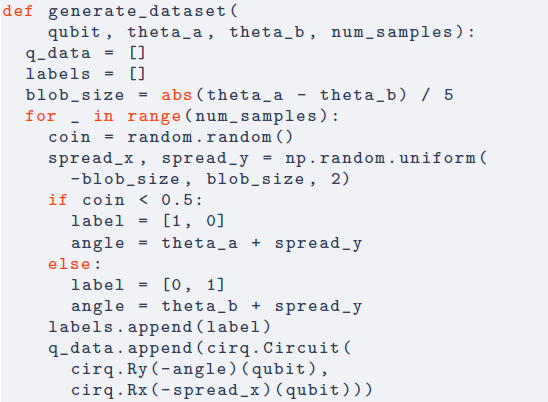 def generate_dataset(
    qubit, theta_a, theta_b, num_samples):
  q_data = []
  labels = []
  blob_size = abs(theta_a - theta_b) / 5
  for _ in range(num_samples):
    coin = random.random()
    spread_x, spread_y = np.random.uniform(
      -blob_size, blob_size, 2)
    if coin < 0.5:
      label = [1, 0]
      angle = theta_a + spread_y
    else:
      label = [0, 1]
      angle = theta_b + spread_y
    labels.append(label)
    q_data.append(cirq.Circuit(
      cirq.Ry(-angle)(qubit),
      cirq.Rx(-spread_x)(qubit)))